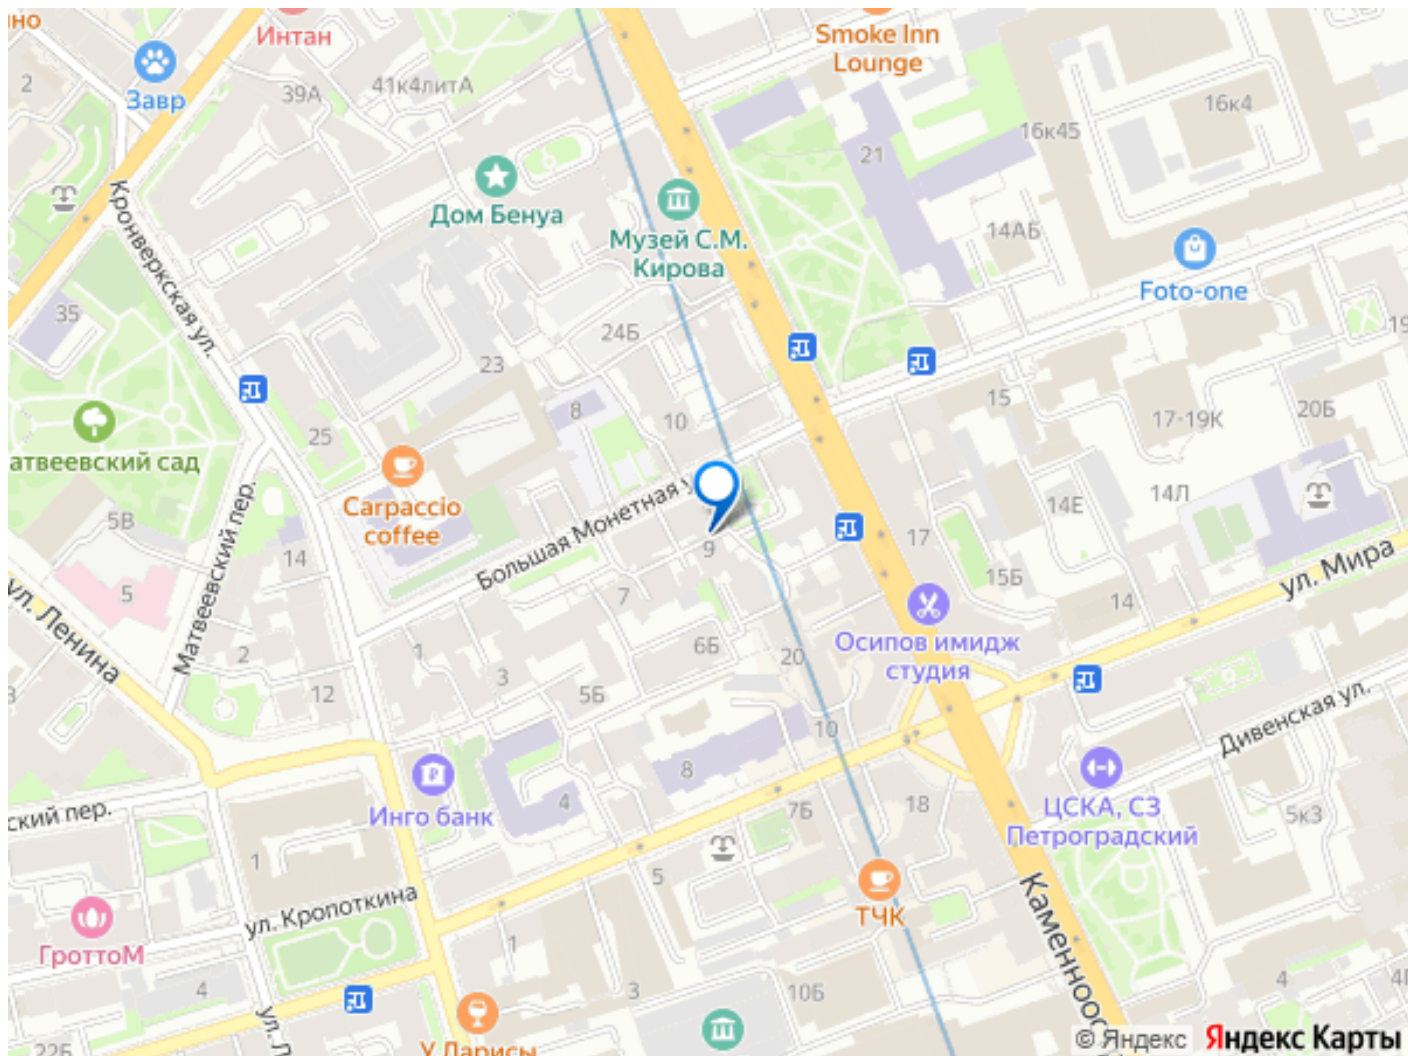 но
Интан
Smoke Inn
Lounge
2
Завр
39А
41к4литА
16к4
16к45
21
Кронверкская ул.
Дом Бенуа
Музей С.М.
Кирова
14АБ
Foto-one
35
24Б
19
23
8
10
15
17-19К
20Б
25
атвеевский сад
Carpaccio
coffee
Большая Монетная у
14Е
14Л
5В
Матвеевский пер.
14
9
17
ул. Мира
5
7
15Б
14
ул. Ленина
Осипов имидж
студия
1
6Б
20
2
3
12
5Б
Дивенская ул.
10
8
Инго банк
4
7Б
18
ЦСКА, СЗ
Петроградский
5к3
ский пер.
1
5
ул. Кропоткина
ТЧК
Каменноос
ГроттоМ
1
4
3
10Б
4
4Г
ул. Л
22Б
У Ларисы
© Яндекс Яндекс Карты